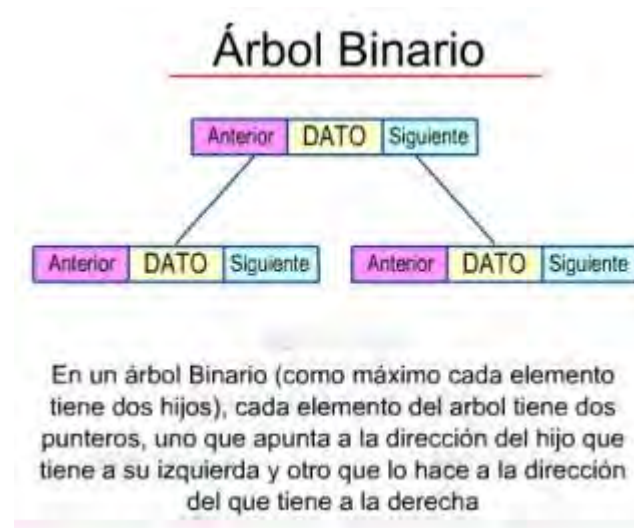 Árbol Binario
Anterior DATO Siguiente
Anterior DATO Siguiente Anterior DATO Siguiente
En un árbol Binario (como máximo cada elemento
tiene dos hijos), cada elemento del arbol tiene dos
punteros, uno que apunta a la dirección del hijo que
tiene a su izquierda y otro que lo hace a la dirección
del que tiene a la derecha